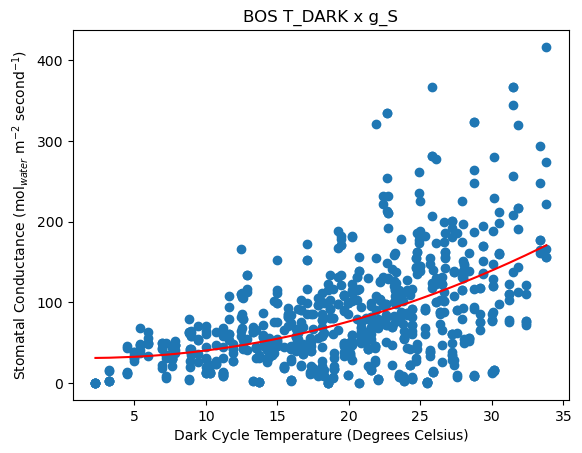 BOS T_DARK x g_S
Stomatal Conductance (mol_water m⁻² second⁻¹)
400
300
200
100
0
5 10 15 20 25 30 35
Dark Cycle Temperature (Degrees Celsius)